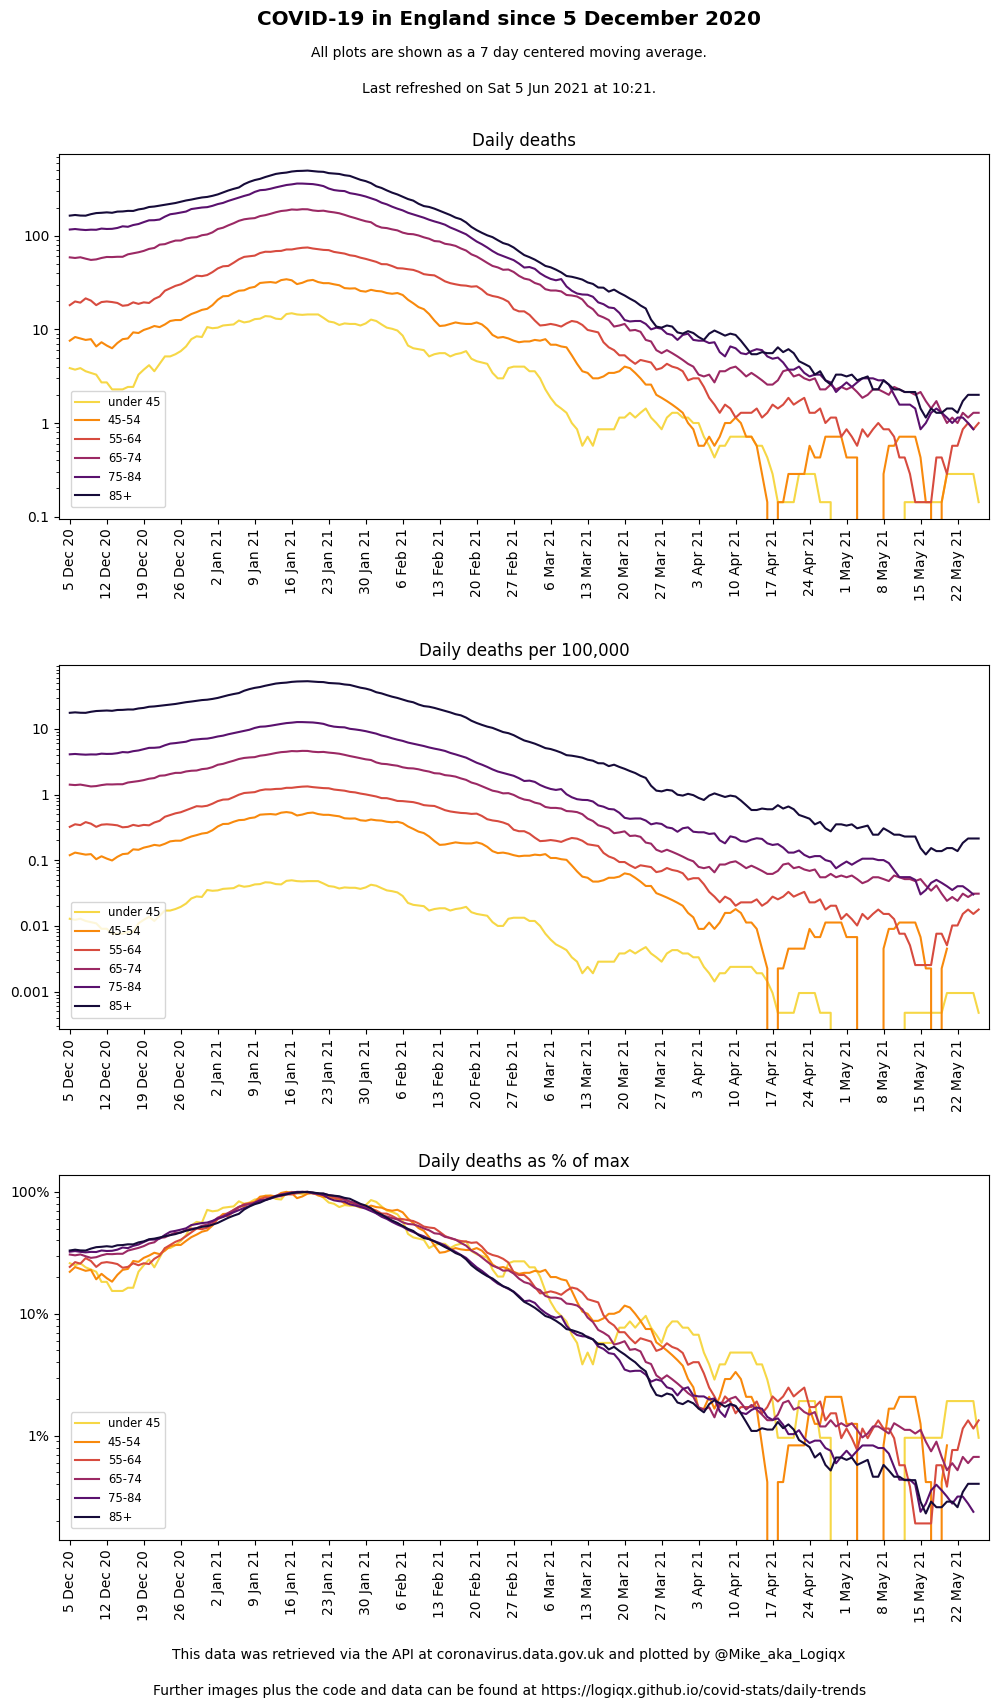 COVID-19 in England since 5 December 2020
All plots are shown as a 7 day centered moving average.
Last refreshed on Sat 5 Jun 2021 at 10:21.
Daily deaths
100
10
1
0.1
under 45
45-54
55-64
65-74
75-84
85+
5 Dec 20
12 Dec 20
19 Dec 20
26 Dec 20
2 Jan 21
9 Jan 21
16 Jan 21
23 Jan 21
30 Jan 21
6 Feb 21
13 Feb 21
20 Feb 21
27 Feb 21
6 Mar 21
13 Mar 21
20 Mar 21
27 Mar 21
3 Apr 21
10 Apr 21
17 Apr 21
24 Apr 21
1 May 21
8 May 21
15 May 21
22 May 21
Daily deaths per 100,000
10
1
0.1
0.01
0.001
under 45
45-54
55-64
65-74
75-84
85+
5 Dec 20
12 Dec 20
19 Dec 20
26 Dec 20
2 Jan 21
9 Jan 21
16 Jan 21
23 Jan 21
30 Jan 21
6 Feb 21
13 Feb 21
20 Feb 21
27 Feb 21
6 Mar 21
13 Mar 21
20 Mar 21
27 Mar 21
3 Apr 21
10 Apr 21
17 Apr 21
24 Apr 21
1 May 21
8 May 21
15 May 21
22 May 21
Daily deaths as % of max
100%
10%
1%
under 45
45-54
55-64
65-74
75-84
85+
5 Dec 20
12 Dec 20
19 Dec 20
26 Dec 20
2 Jan 21
9 Jan 21
16 Jan 21
23 Jan 21
30 Jan 21
6 Feb 21
13 Feb 21
20 Feb 21
27 Feb 21
6 Mar 21
13 Mar 21
20 Mar 21
27 Mar 21
3 Apr 21
10 Apr 21
17 Apr 21
24 Apr 21
1 May 21
8 May 21
15 May 21
22 May 21
This data was retrieved via the API at coronavirus.data.gov.uk and plotted by @Mike_aka_Logiqx
Further images plus the code and data can be found at https://logiqx.github.io/covid-stats/daily-trends